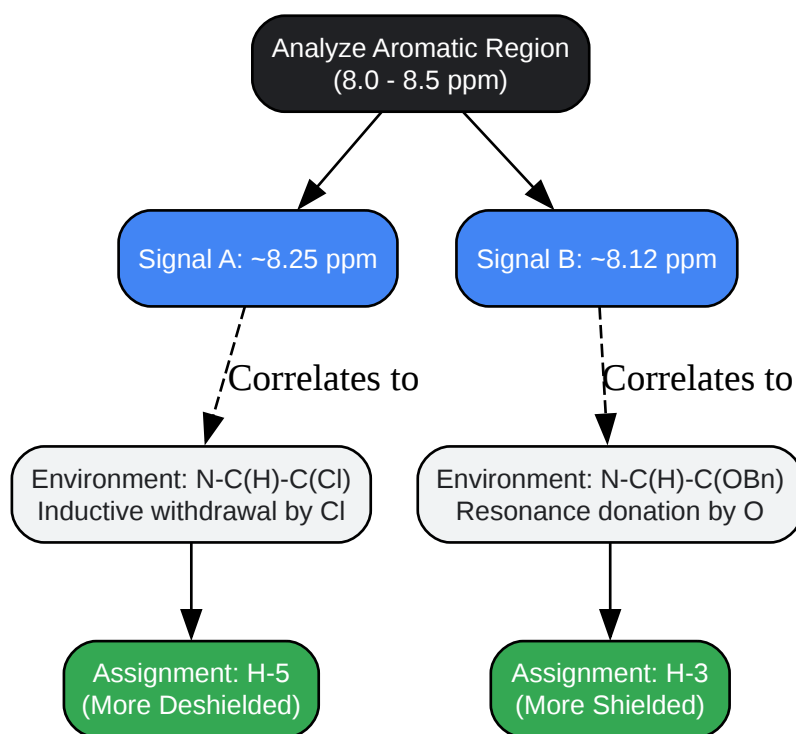 Analyze Aromatic Region
(8.0 - 8.5 ppm)
Signal A: ~8.25 ppm
Signal B: ~8.12 ppm
Correlates to
Correlates to
Environment: N-C(H)-C(Cl)
Inductive withdrawal by Cl
Environment: N-C(H)-C(OBn)
Resonance donation by O
Assignment: H-5
(More Deshielded)
Assignment: H-3
(More Shielded)